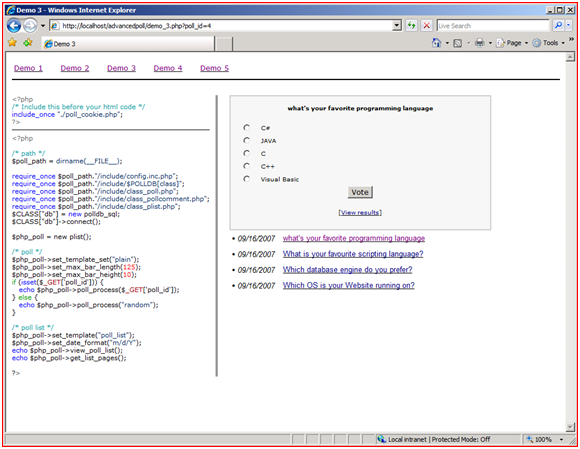 Demo 3 - Windows Internet Explorer
http://localhost/advancedpoll/demo_3.php?poll_id=4
Live Search
Demo 3
Page
Tools
Demo 1 Demo 2 Demo 3 Demo 4 Demo 5
<?php
/* Include this before your html code */
include_once "./poll_cookie.php";
?>
<?php
/* path */
$poll_path = dirname(__FILE__);
require_once $poll_path."/include/config.inc.php";
require_once $poll_path."/include/$POLLDB[class]";
require_once $poll_path."/include/class_poll.php";
require_once $poll_path."/include/class_pollcomment.php";
require_once $poll_path."/include/class_plist.php";
$CLASS["db"] = new polldb_sql;
$CLASS["db"]->connect();
$php_poll = new plist();
/* poll */
$php_poll->set_template_set("plain");
$php_poll->set_max_bar_length(125);
$php_poll->set_max_bar_height(10);
if (isset($_GET['poll_id'])) {
echo $php_poll->poll_process($_GET['poll_id']);
} else {
echo $php_poll->poll_process("random");
}
/* poll list */
$php_poll->set_template("poll_list");
$php_poll->set_date_format("m/d/Y");
echo $php_poll->view_poll_list();
echo $php_poll->get_list_pages();
?>
what's your favorite programming language
C#
JAVA
C
C++
Visual Basic
Vote
[View results]
• 09/16/2007 what's your favorite programming language
• 09/16/2007 What is your favourite scripting language?
• 09/16/2007 Which database engine do you prefer?
• 09/16/2007 Which OS is your Website running on?
Local intranet | Protected Mode: Off
100%